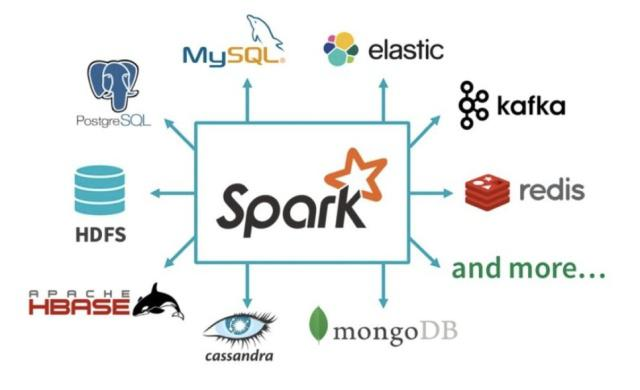 MySQL®
elastic
PostgreSQL
kafka
Spark
HDFS
redis
and more...
APACHE
HBASE
cassandra
mongoDB